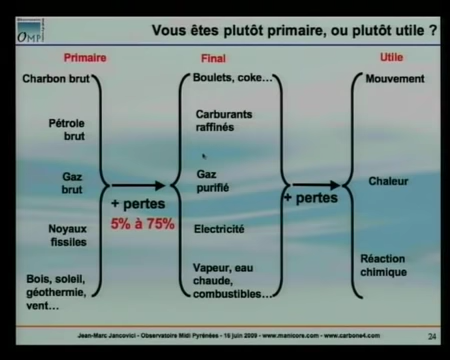 OMP
Vous êtes plutôt primaire, ou plutôt utile ?
Primaire
Charbon brut
Pétrole
brut
Gaz
brut
Noyaux
fissiles
Bois, soleil,
géothermie,
vent...
+ pertes
5% à 75%
Final
Boulets, coke...
Carburants
raffinés
Gaz
purifié
Electricité
Vapeur, eau
chaude,
combustibles...
+ pertes
Utile
Mouvement
Chaleur
Réaction
chimique
Jean-Marc Jancovici - Observatoire Midi Pyrénées - 16 juin 2009 - www.manicore.com - www.carbone4.com
24